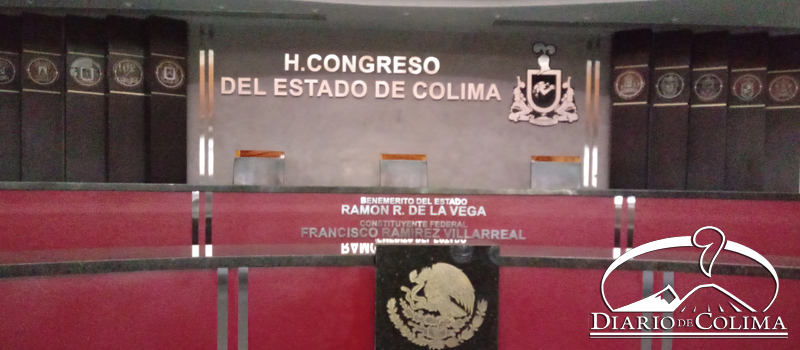 H. CONGRESO
DEL ESTADO DE COLIMA
BENEMERITO DEL ESTADO
RAMON R. DE LA VEGA
CONSTITUYENTE FEDERAL
FRANCISCO RAMIREZ VILLARREAL
DIARIO DE COLIMA